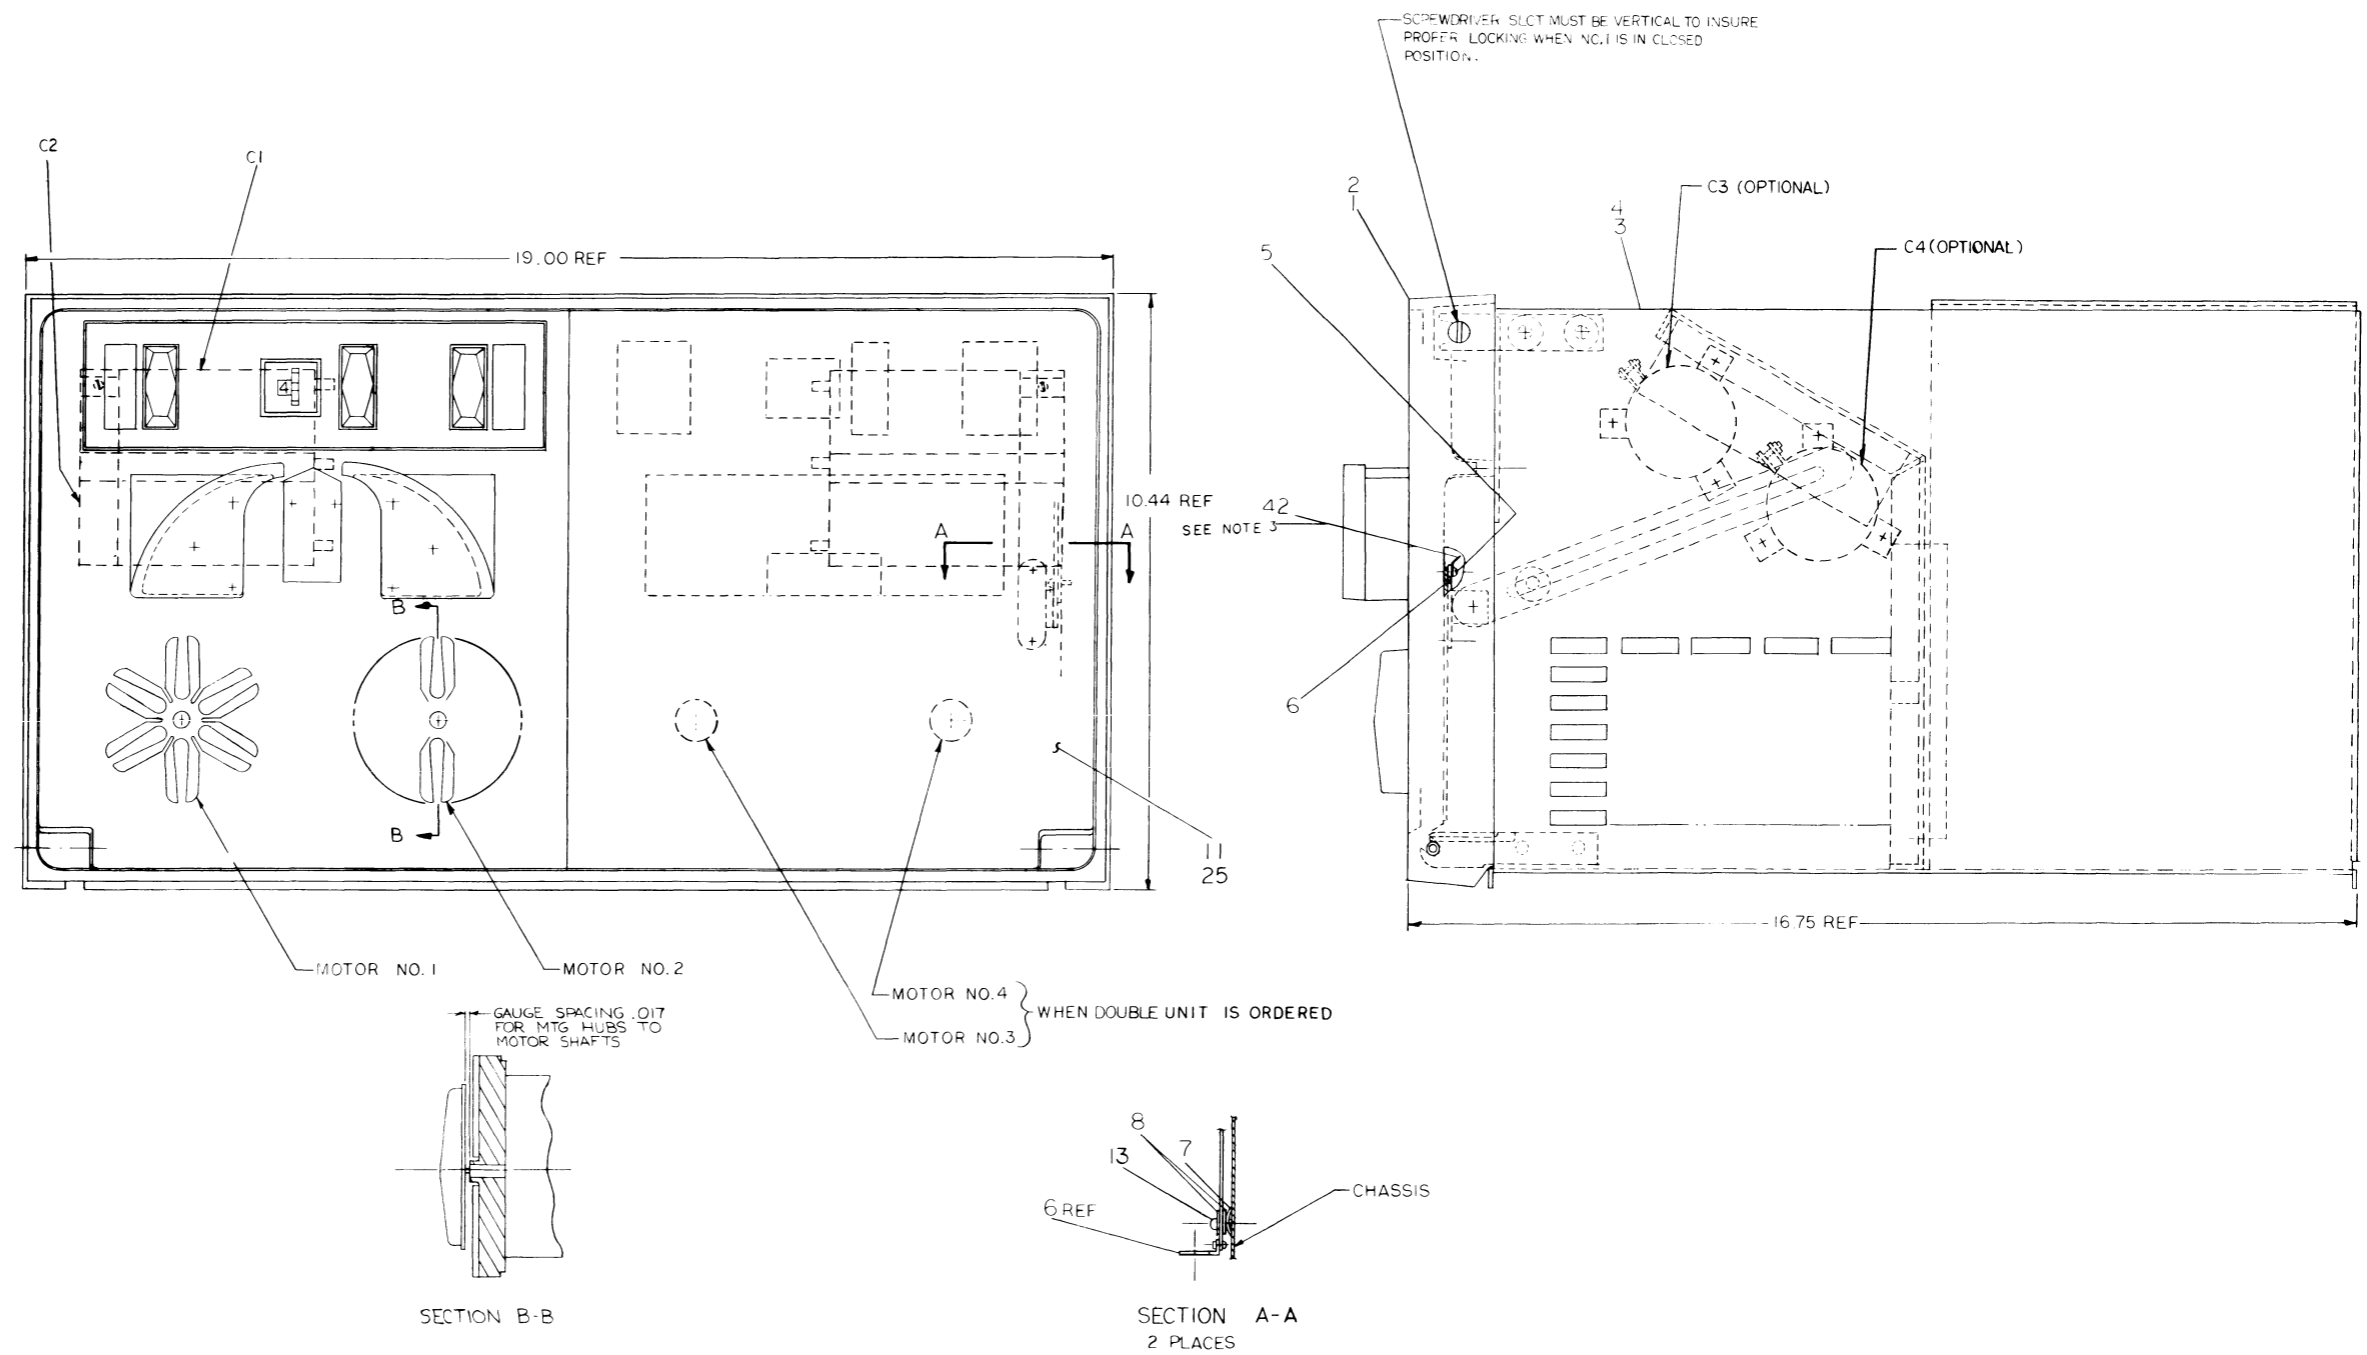 SCREWDRIVER SLOT MUST BE VERTICAL TO INSURE
PROPER LOCKING WHEN NO. 1 IS IN CLOSED
POSITION.
C2
C1
19.00 REF
2
1
5
4
3
C3 (OPTIONAL)
C4 (OPTIONAL)
4
10.44 REF
A
A
42
SEE NOTE 3
6
B
B
11
25
16.75 REF
MOTOR NO. 1
MOTOR NO. 2
MOTOR NO. 4
MOTOR NO. 3
WHEN DOUBLE UNIT IS ORDERED
GAUGE SPACING .017
FOR MTG HUBS TO
MOTOR SHAFTS
8
7
13
6 REF
CHASSIS
SECTION B-B
SECTION A-A
2 PLACES